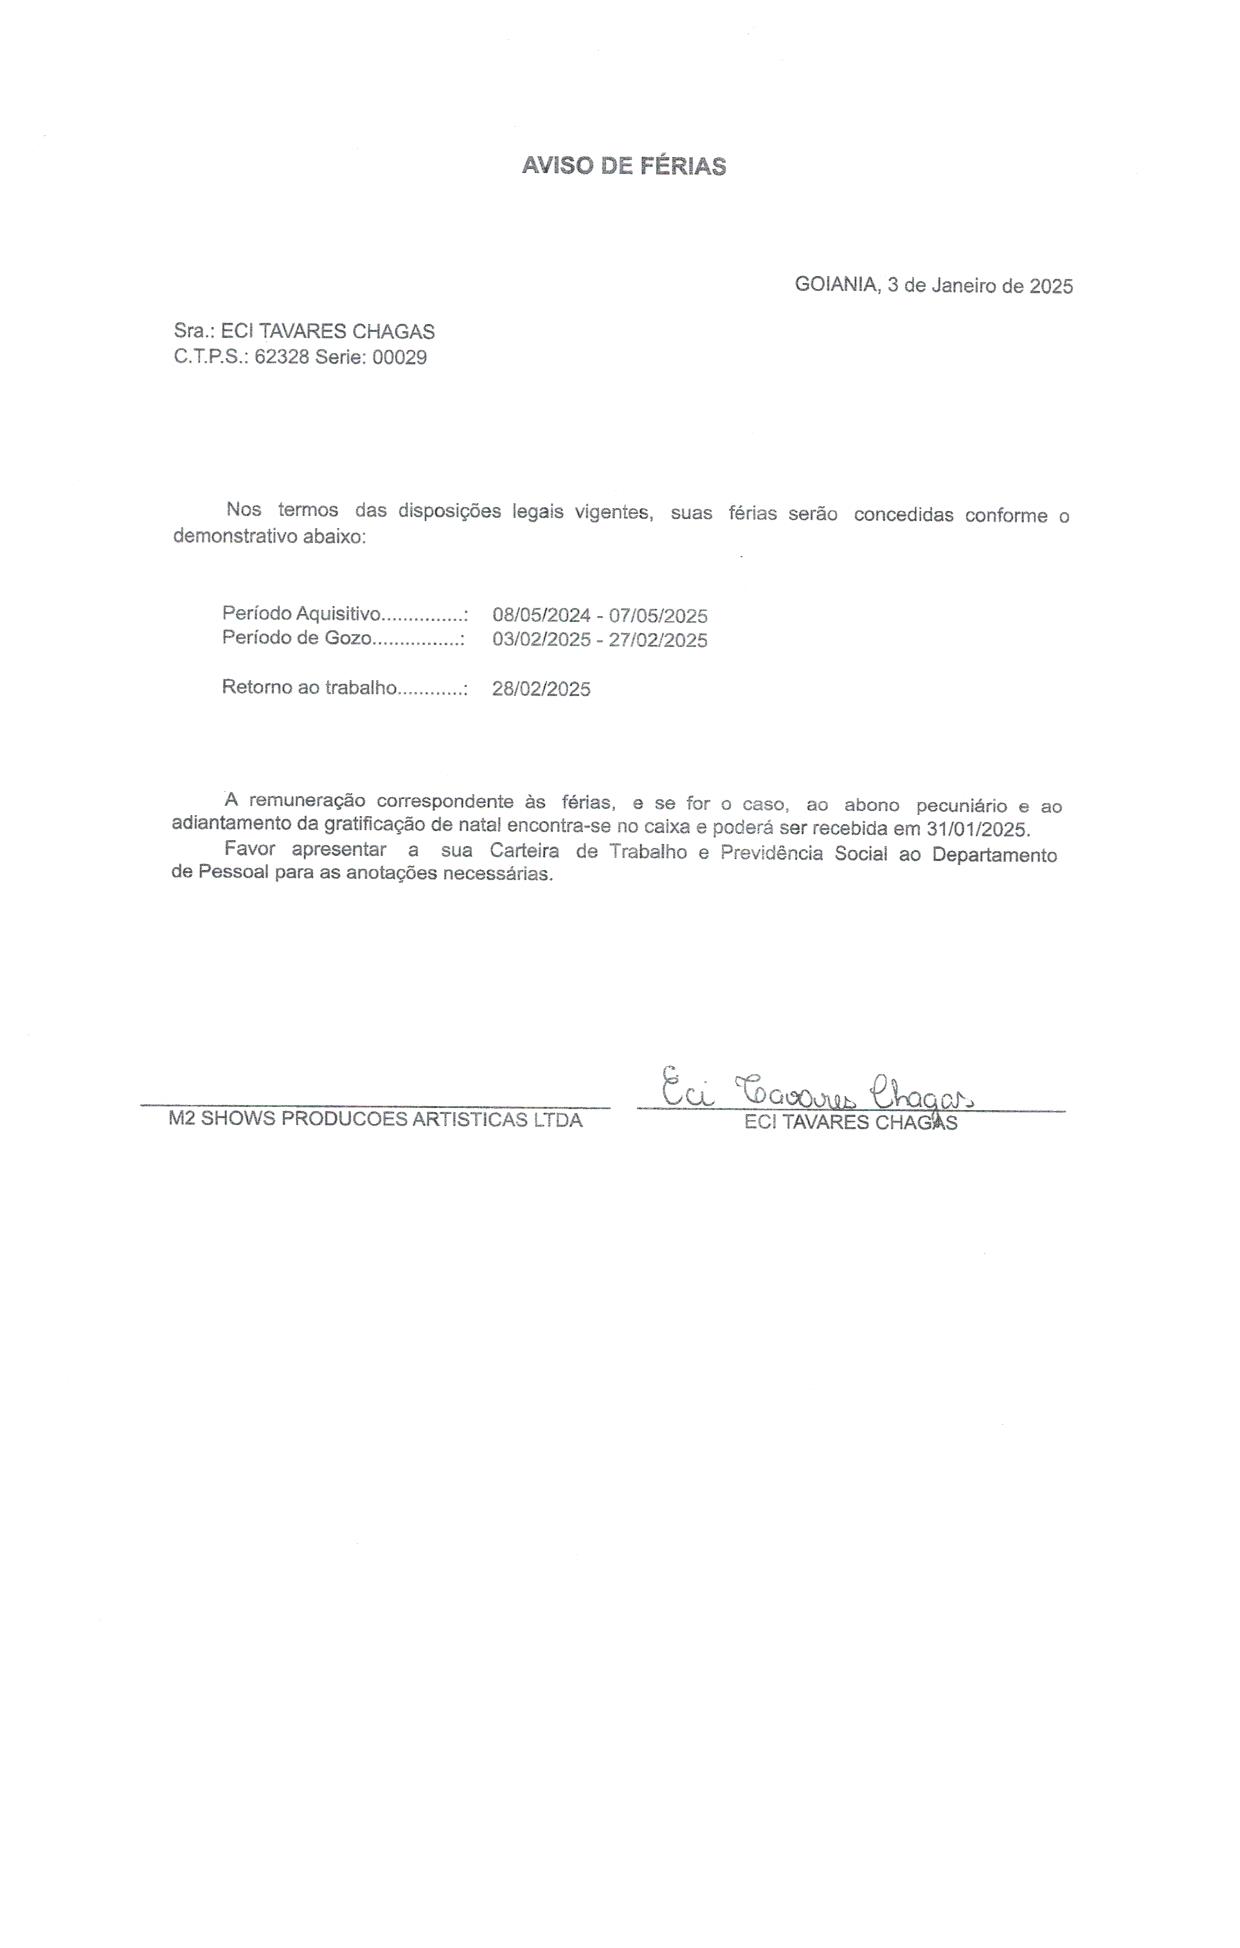 AVISO DE FÉRIAS
GOIANIA, 3 de Janeiro de 2025
Sra.: ECI TAVARES CHAGAS
C.T.P.S.: 62328 Serie: 00029
Nos termos das disposições legais vigentes, suas férias serão concedidas conforme o
demonstrativo abaixo:
Período Aquisitivo...............: 08/05/2024 - 07/05/2025
Período de Gozo................: 03/02/2025 - 27/02/2025
Retorno ao trabalho............: 28/02/2025
A remuneração correspondente às férias, e se for o caso, ao abono pecuniário e ao
adiantamento da gratificação de natal encontra-se no caixa e poderá ser recebida em 31/01/2025.
Favor apresentar a sua Carteira de Trabalho e Previdência Social ao Departamento
de Pessoal para as anotações necessárias.
Eci Tavares Chagas
M2 SHOWS PRODUCOES ARTISTICAS LTDA
ECI TAVARES CHAGAS